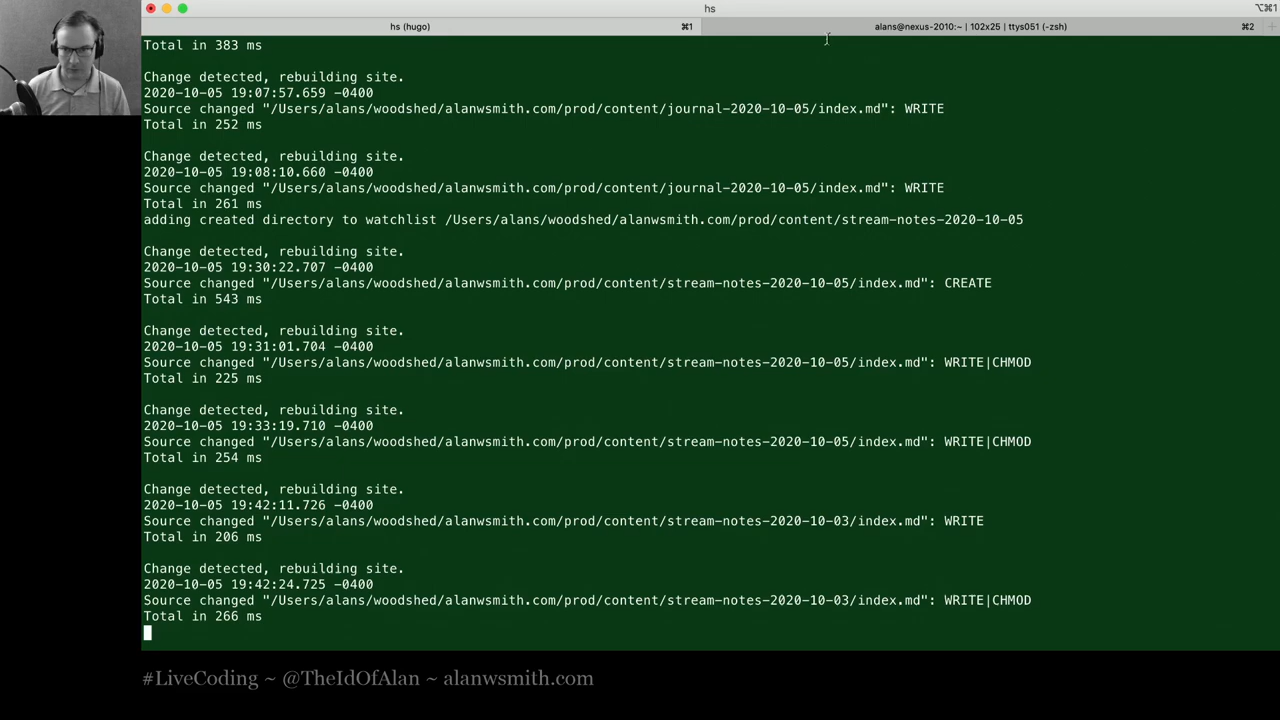 hs
⌥⌘1
hs (hugo)
⌘1
alans@nexus-2010:~ | 102x25 | ttys051 (-zsh)
⌘2
Total in 383 ms
Change detected, rebuilding site.
2020-10-05 19:07:57.659 -0400
Source changed "/Users/alans/woodshed/alanwsmith.com/prod/content/journal-2020-10-05/index.md": WRITE
Total in 252 ms
Change detected, rebuilding site.
2020-10-05 19:08:10.660 -0400
Source changed "/Users/alans/woodshed/alanwsmith.com/prod/content/journal-2020-10-05/index.md": WRITE
Total in 261 ms
adding created directory to watchlist /Users/alans/woodshed/alanwsmith.com/prod/content/stream-notes-2020-10-05
Change detected, rebuilding site.
2020-10-05 19:30:22.707 -0400
Source changed "/Users/alans/woodshed/alanwsmith.com/prod/content/stream-notes-2020-10-05/index.md": CREATE
Total in 543 ms
Change detected, rebuilding site.
2020-10-05 19:31:01.704 -0400
Source changed "/Users/alans/woodshed/alanwsmith.com/prod/content/stream-notes-2020-10-05/index.md": WRITE|CHMOD
Total in 225 ms
Change detected, rebuilding site.
2020-10-05 19:33:19.710 -0400
Source changed "/Users/alans/woodshed/alanwsmith.com/prod/content/stream-notes-2020-10-05/index.md": WRITE|CHMOD
Total in 254 ms
Change detected, rebuilding site.
2020-10-05 19:42:11.726 -0400
Source changed "/Users/alans/woodshed/alanwsmith.com/prod/content/stream-notes-2020-10-03/index.md": WRITE
Total in 206 ms
Change detected, rebuilding site.
2020-10-05 19:42:24.725 -0400
Source changed "/Users/alans/woodshed/alanwsmith.com/prod/content/stream-notes-2020-10-03/index.md": WRITE|CHMOD
Total in 266 ms
#LiveCoding ~ @TheIdOfAlan ~ alanwsmith.com